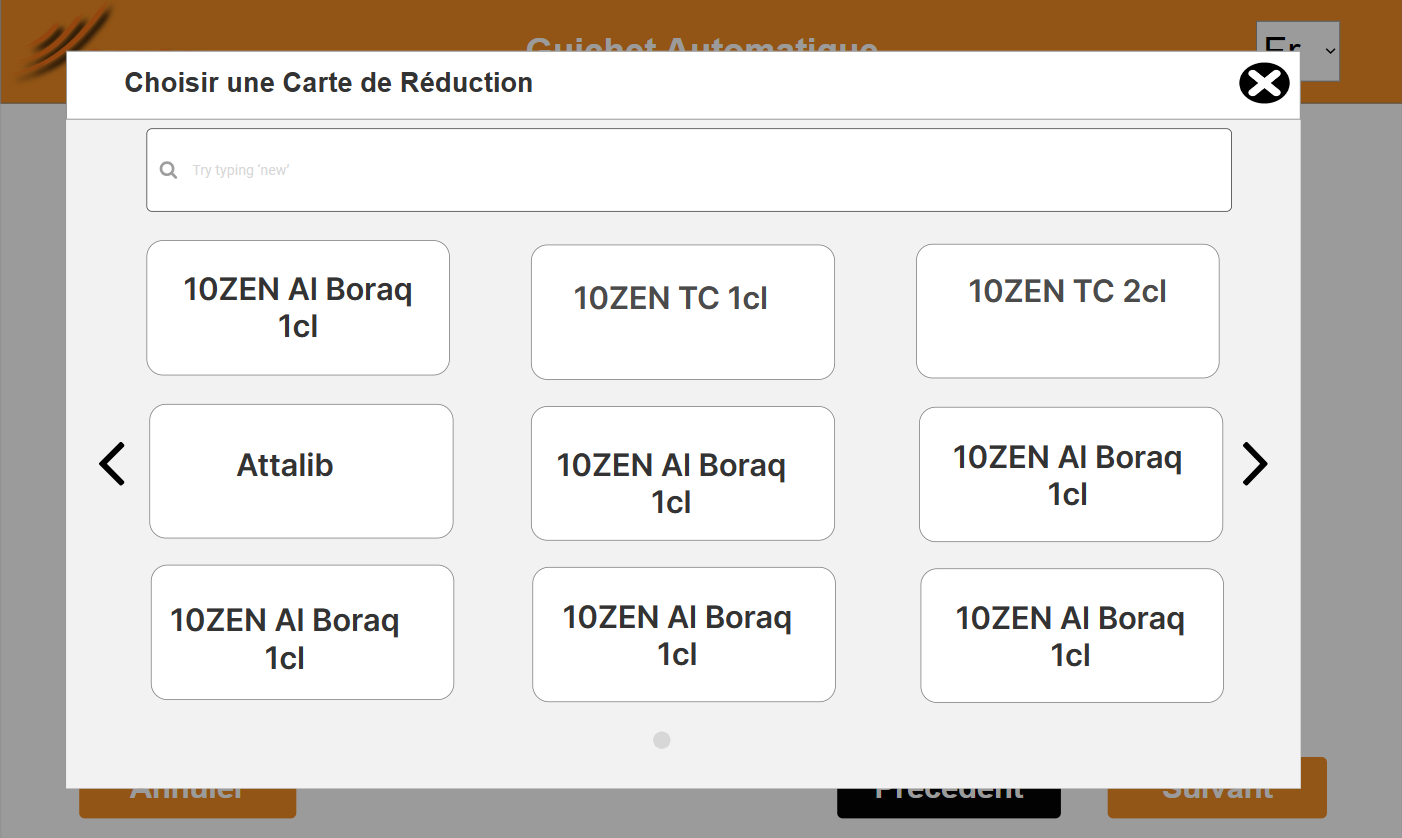 Guichet Automatique
Fr
Choisir une Carte de Réduction
Try typing 'new'
10ZEN Al Boraq
1cl
10ZEN TC 1cl
10ZEN TC 2cl
Attalib
10ZEN Al Boraq
1cl
10ZEN Al Boraq
1cl
10ZEN Al Boraq
1cl
10ZEN Al Boraq
1cl
10ZEN Al Boraq
1cl
Annuler
Précédent
Suivant